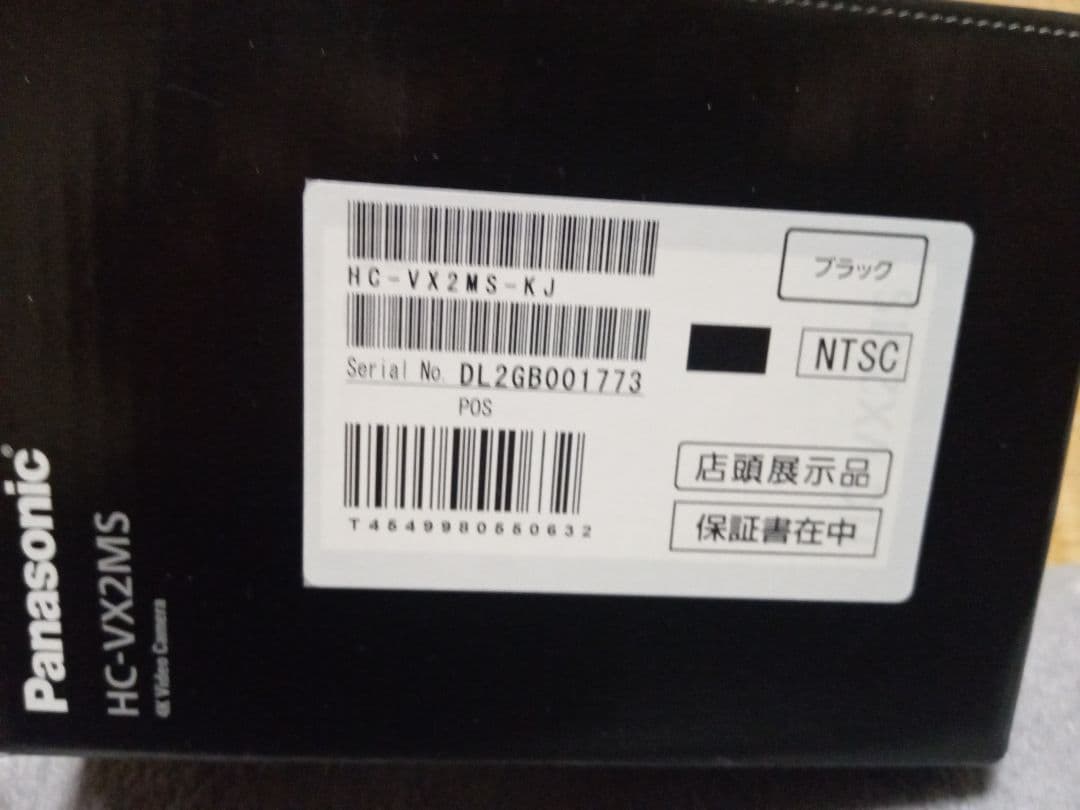 Panasonic
HC-VX2MS
4K Video Camera
HC-VX2MS-KJ
Serial No. DL2GB001773
POS
T4549980550632
ブラック
NTSC
店頭展示品
保証書在中